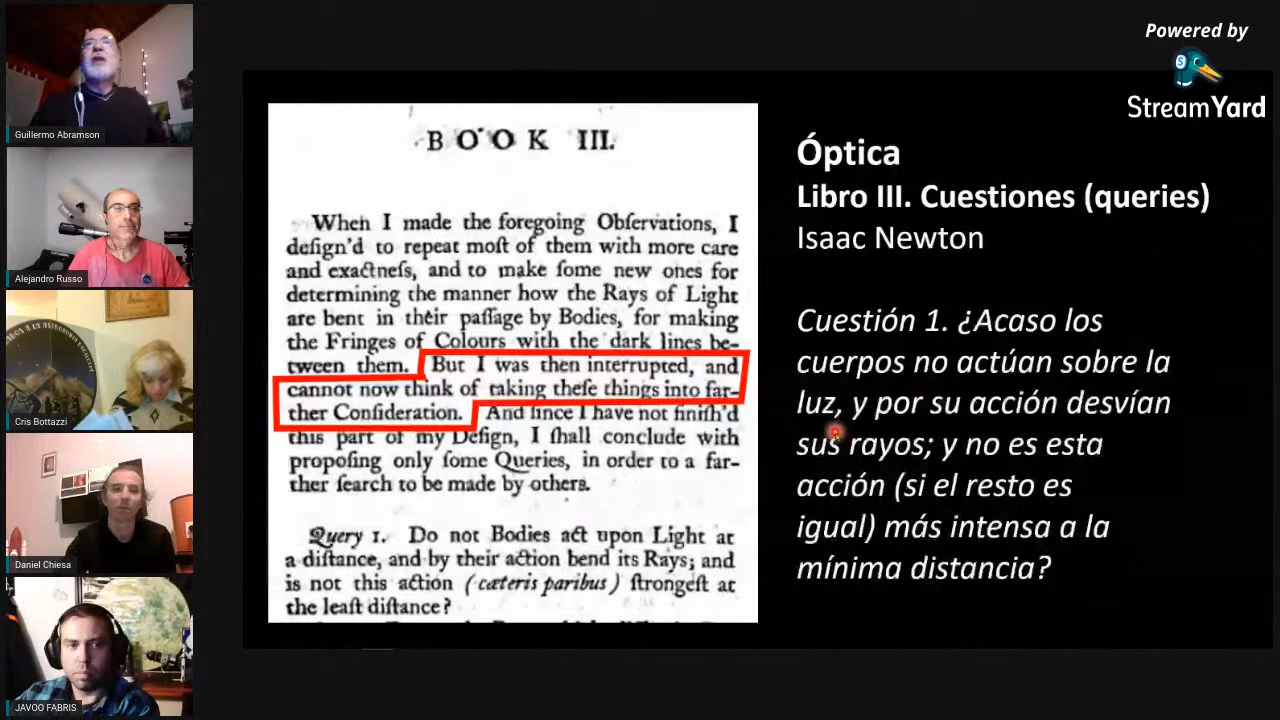 Guillermo Abramson
Alejandro Russo
Cris Bottazzi
Daniel Chiesa
JAVOO FABRIS
BOOK III.
When I made the foregoing Obſervations, I
deſign'd to repeat moſt of them with more care
and exactneſs, and to make ſome new ones for
determining the manner how the Rays of Light
are bent in their paſſage by Bodies, for making
the Fringes of Colours with the dark lines be-
tween them. But I was then interrupted, and
cannot now think of taking theſe things into far-
ther Conſideration. And ſince I have not finiſh'd
this part of my Deſign, I ſhall conclude with
propoſing only ſome Queries, in order to a far-
ther ſearch to be made by others.
Query 1. Do not Bodies act upon Light at
a diſtance, and by their action bend its Rays; and
is not this action (cæteris paribus) ſtrongeſt at
the leaſt diſtance?
Powered by
StreamYard
Óptica
Libro III. Cuestiones (queries)
Isaac Newton
Cuestión 1. ¿Acaso los
cuerpos no actúan sobre la
luz, y por su acción desvían
sus rayos; y no es esta
acción (si el resto es
igual) más intensa a la
mínima distancia?